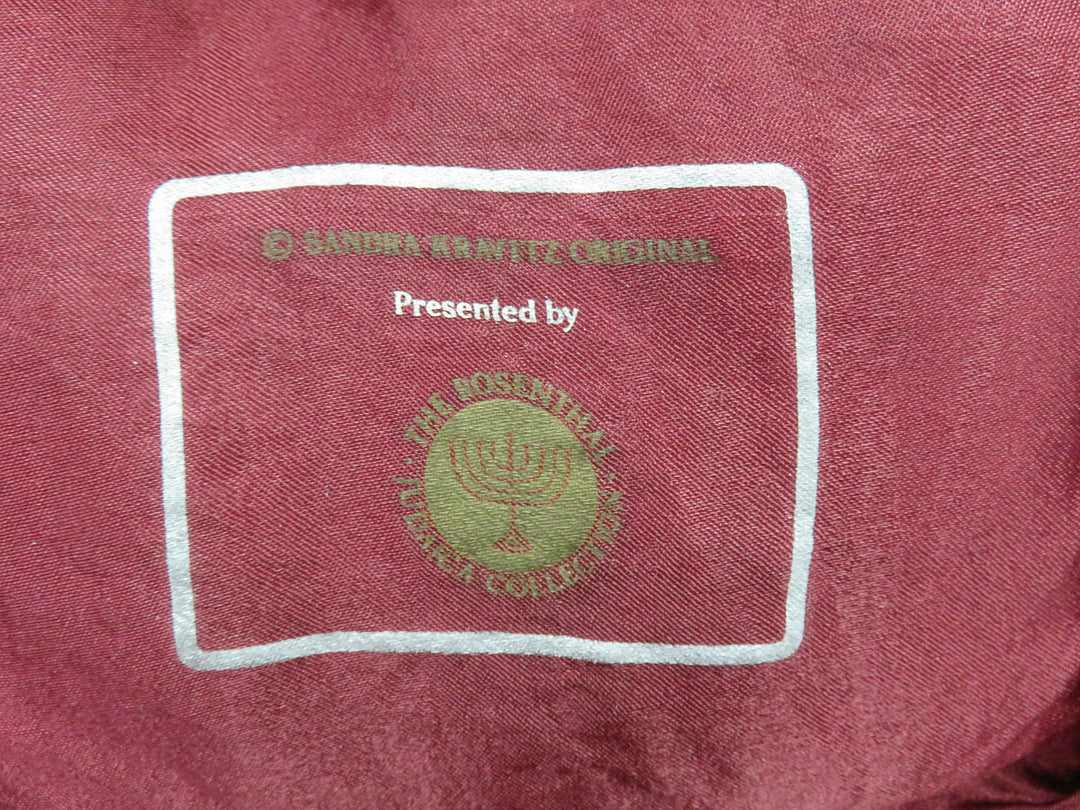 © SANDRA KRAVITZ ORIGINAL
Presented by
THE ROSENTHAL
JUDAICA COLLECTION